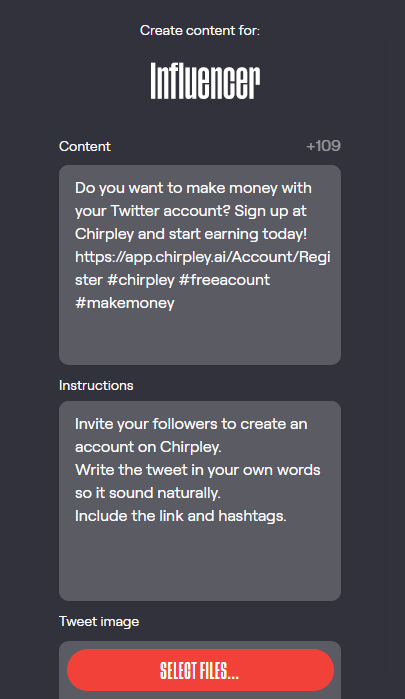 Create content for:
Influencer
Content +109
Do you want to make money with
your Twitter account? Sign up at
Chirpley and start earning today!
https://app.chirpley.ai/Account/Regi
ster #chirpley #freeacount
#makemoney
Instructions
Invite your followers to create an
account on Chirpley.
Write the tweet in your own words
so it sound naturally.
Include the link and hashtags.
Tweet image
SELECT FILES...